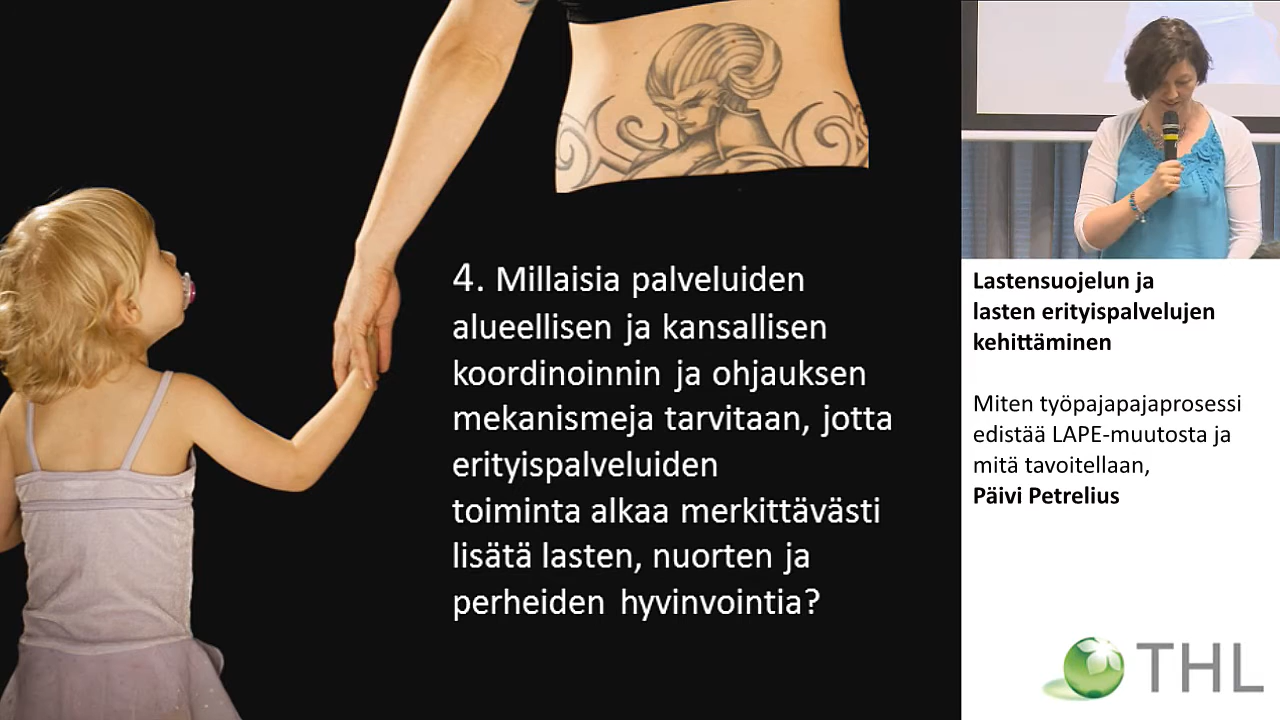 4. Millaisia palveluiden
alueellisen ja kansallisen
koordinoinnin ja ohjauksen
mekanismeja tarvitaan, jotta
erityispalveluiden
toiminta alkaa merkittävästi
lisätä lasten, nuorten ja
perheiden hyvinvointia?
Lastensuojelun ja
lasten erityispalvelujen
kehittäminen
Miten työpajapajaprosessi
edistää LAPE-muutosta ja
mitä tavoitellaan,
Päivi Petrelius
THL